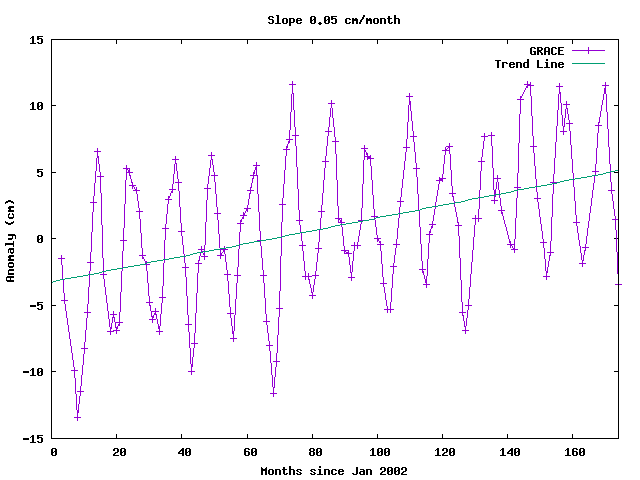 Slope 0.05 cm/month
GRACE
Trend Line
15
10
5
0
-5
-10
-15
Anomaly (cm)
0 20 40 60 80 100 120 140 160
Months since Jan 2002